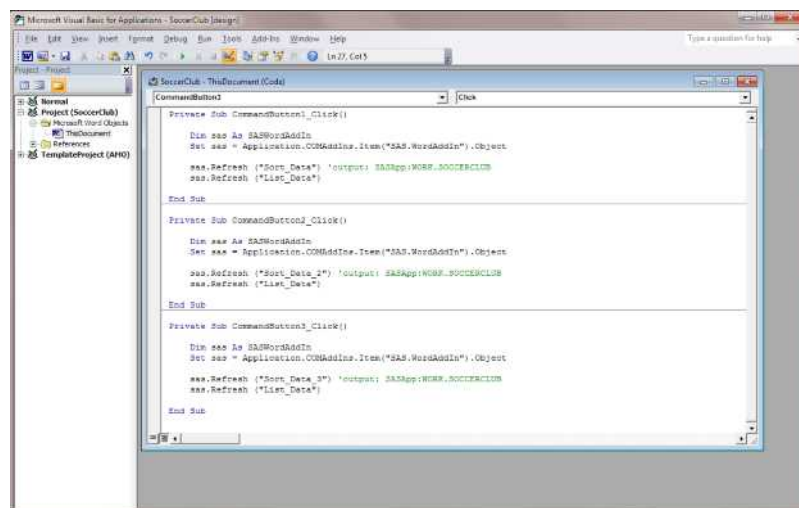 Microsoft Visual Basic for Applications - SoccerClub [design]
File Edit View Insert Format Debug Run Tools Add-Ins Window Help
Type a question for help
Ln 27, Col 5
Project - Project
Normal
Project (SoccerClub)
Microsoft Word Objects
ThisDocument
References
TemplateProject (AMO)
SoccerClub - ThisDocument (Code)
CommandButton3
Click
Private Sub CommandButton1_Click()
Dim sas As SASWordAddIn
Set sas = Application.COMAddIns.Item("SAS.WordAddIn").Object
sas.Refresh ("Sort_Data") 'output: SASApp:WORK.SOCCERCLUB
sas.Refresh ("List_Data")
End Sub
Private Sub CommandButton2_Click()
Dim sas As SASWordAddIn
Set sas = Application.COMAddIns.Item("SAS.WordAddIn").Object
sas.Refresh ("Sort_Data_2") 'output: SASApp:WORK.SOCCERCLUB
sas.Refresh ("List_Data")
End Sub
Private Sub CommandButton3_Click()
Dim sas As SASWordAddIn
Set sas = Application.COMAddIns.Item("SAS.WordAddIn").Object
sas.Refresh ("Sort_Data_3") 'output: SASApp:WORK.SOCCERCLUB
sas.Refresh ("List_Data")
End Sub